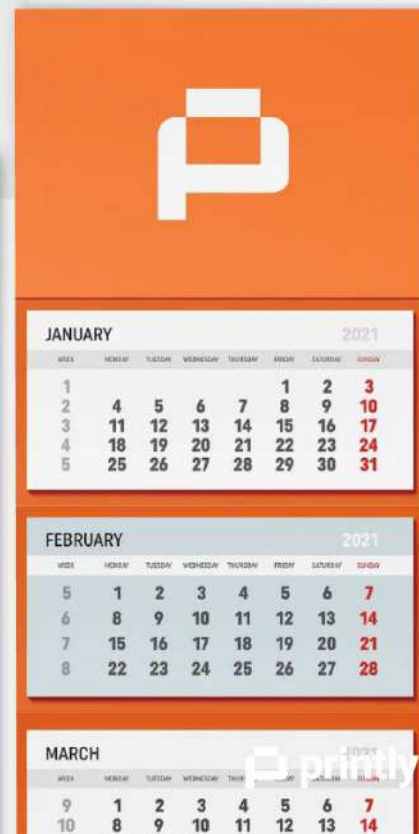 JANUARY 2021
WEEK MONDAY TUESDAY WEDNESDAY THURSDAY FRIDAY SATURDAY SUNDAY
1 1 2 3
2 4 5 6 7 8 9 10
3 11 12 13 14 15 16 17
4 18 19 20 21 22 23 24
5 25 26 27 28 29 30 31
FEBRUARY 2021
WEEK MONDAY TUESDAY WEDNESDAY THURSDAY FRIDAY SATURDAY SUNDAY
5 1 2 3 4 5 6 7
6 8 9 10 11 12 13 14
7 15 16 17 18 19 20 21
8 22 23 24 25 26 27 28
MARCH 2021
printly
WEEK MONDAY TUESDAY WEDNESDAY SUNDAY
9 1 2 3 4 5 6 7
10 8 9 10 11 12 13 14